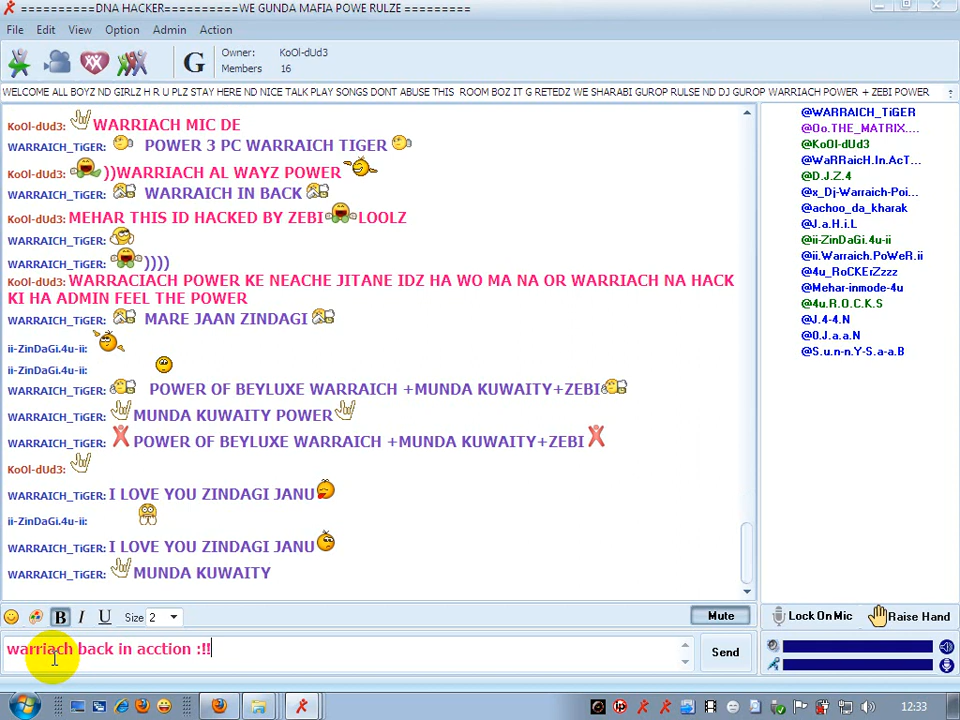 ==========DNA HACKER==========WE GUNDA MAFIA POWE RULZE =========
File Edit View Option Admin Action
G Owner: KoOl-dUd3
Members 16
WELCOME ALL BOYZ ND GIRLZ H R U PLZ STAY HERE ND NICE TALK PLAY SONGS DONT ABUSE THIS ROOM BOZ IT G RETEDZ WE SHARABI GUROP RULSE ND DJ GUROP WARRIACH POWER + ZEBI POWER
KoOl-dUd3: WARRIACH MIC DE
WARRAICH_TiGER: POWER 3 PC WARRAICH TIGER
KoOl-dUd3: ))WARRIACH AL WAYZ POWER
WARRAICH_TiGER: WARRAICH IN BACK
KoOl-dUd3: MEHAR THIS ID HACKED BY ZEBI LOOLZ
WARRAICH_TiGER:
WARRAICH_TiGER: ))))
KoOl-dUd3: WARRACIACH POWER KE NEACHE JITANE IDZ HA WO MA NA OR WARRIACH NA HACK
KI HA ADMIN FEEL THE POWER
WARRAICH_TiGER: MARE JAAN ZINDAGI
ii-ZinDaGi.4u-ii:
ii-ZinDaGi.4u-ii:
WARRAICH_TiGER: POWER OF BEYLUXE WARRAICH +MUNDA KUWAITY+ZEBI
WARRAICH_TiGER: MUNDA KUWAITY POWER
WARRAICH_TiGER: POWER OF BEYLUXE WARRAICH +MUNDA KUWAITY+ZEBI
KoOl-dUd3:
WARRAICH_TiGER: I LOVE YOU ZINDAGI JANU
ii-ZinDaGi.4u-ii:
WARRAICH_TiGER: I LOVE YOU ZINDAGI JANU
WARRAICH_TiGER: MUNDA KUWAITY
@WARRAICH_TiGER
@Oo.THE_MATRIX....
@KoOl-dUd3
@WaRRaicH.In.AcT...
@D.J.Z.4
@x_Dj-Warraich-Poi...
@achoo_da_kharak
@J.a.H.i.L
@ii-ZinDaGi.4u-ii
@ii.Warraich.PoWeR.ii
@4u_RoCKErZzzz
@Mehar-inmode-4u
@4u.R.O.C.K.S
@J.4-4.N
@0.J.a.a.N
@S.u.n-n.Y-S.a-a.B
B I U Size 2 Mute Lock On Mic Raise Hand
warriach back in acction :!! Send
12:33